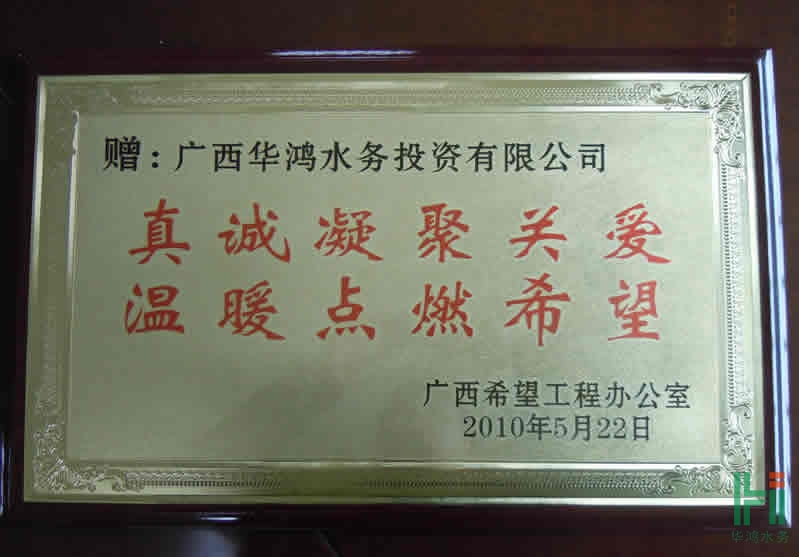 赠：广西华鸿水务投资有限公司
真诚凝聚关爱
温暖点燃希望
广西希望工程办公室
2010年5月22日
华鸿水务